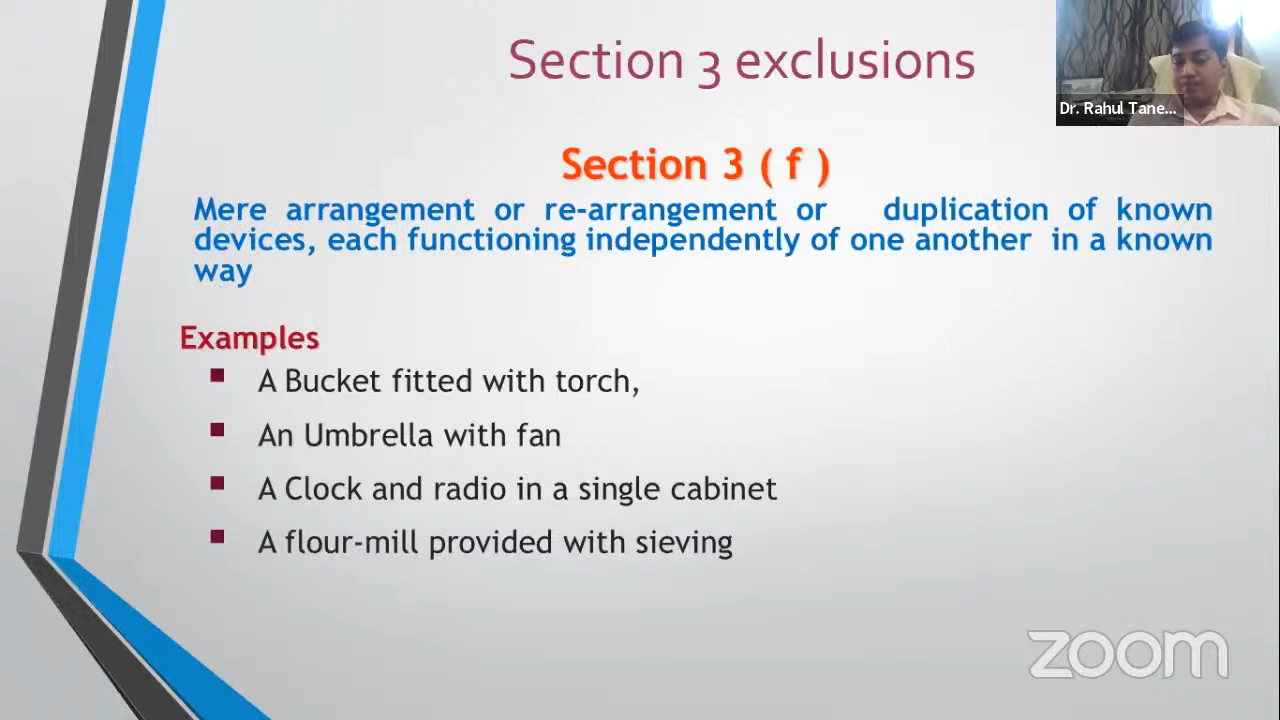 Section 3 exclusions
Dr. Rahul Tane...
Section 3 ( f )
Mere arrangement or re-arrangement or duplication of known
devices, each functioning independently of one another in a known
way
Examples
A Bucket fitted with torch,
An Umbrella with fan
A Clock and radio in a single cabinet
A flour-mill provided with sieving
zoom